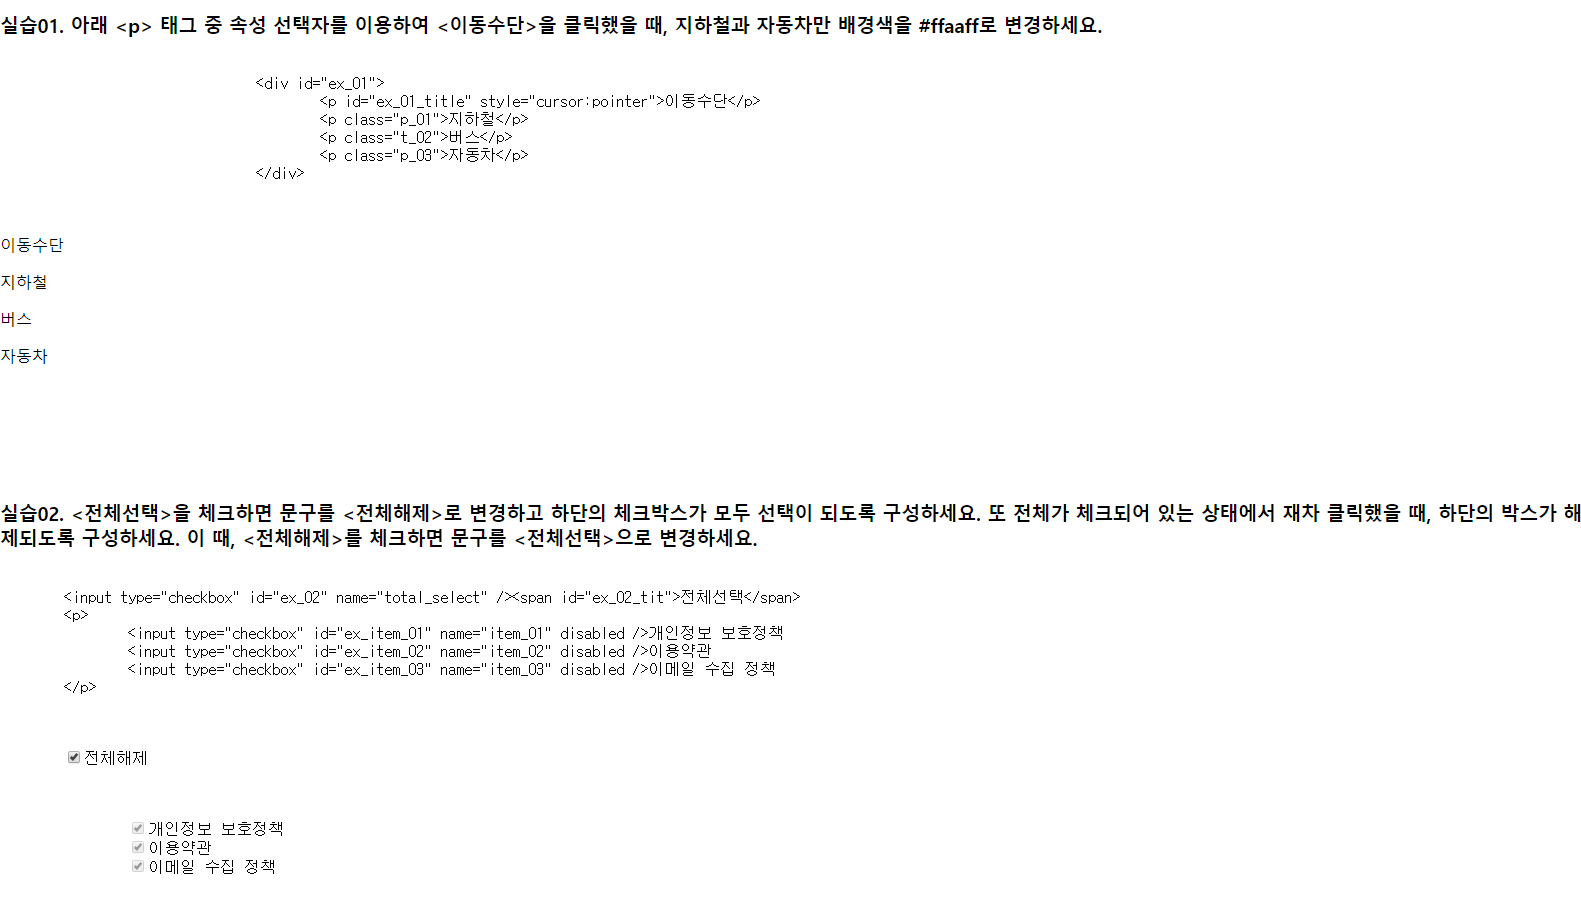 실습01. 아래 <p> 태그 중 속성 선택자를 이용하여 <이동수단>을 클릭했을 때, 지하철과 자동차만 배경색을 #ffaaff로 변경하세요.
<div id="ex_01">
<p id="ex_01_title" style="cursor:pointer">이동수단</p>
<p class="p_01">지하철</p>
<p class="t_02">버스</p>
<p class="p_03">자동차</p>
</div>
이동수단
지하철
버스
자동차
실습02. <전체선택>을 체크하면 문구를 <전체해제>로 변경하고 하단의 체크박스가 모두 선택이 되도록 구성하세요. 또 전체가 체크되어 있는 상태에서 재차 클릭했을 때, 하단의 박스가 해
제되도록 구성하세요. 이 때, <전체해제>를 체크하면 문구를 <전체선택>으로 변경하세요.
<input type="checkbox" id="ex_02" name="total_select" /><span id="ex_02_tit">전체선택</span>
<p>
<input type="checkbox" id="ex_item_01" name="item_01" disabled />개인정보 보호정책
<input type="checkbox" id="ex_item_02" name="item_02" disabled />이용약관
<input type="checkbox" id="ex_item_03" name="item_03" disabled />이메일 수집 정책
</p>
전체해제
개인정보 보호정책
이용약관
이메일 수집 정책